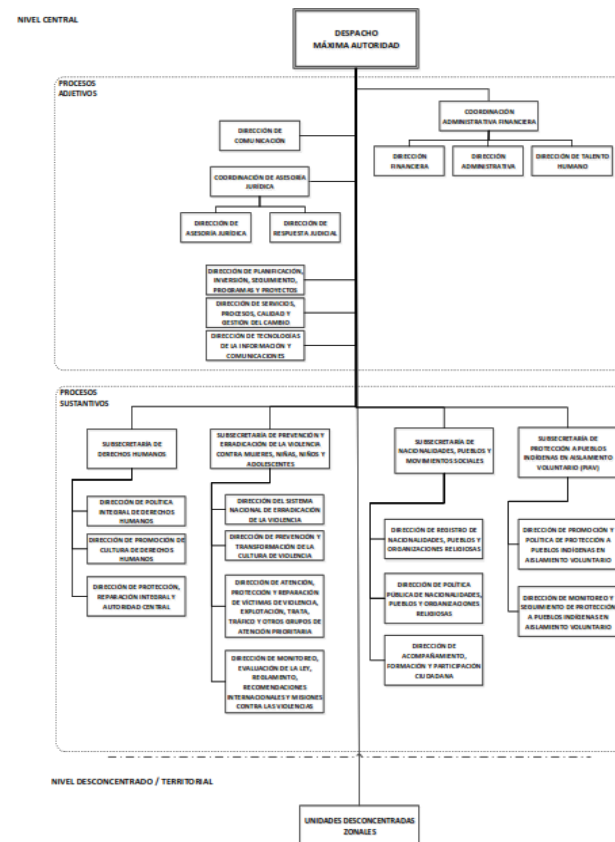 NIVEL CENTRAL
DESPACHO
MÁXIMA AUTORIDAD
PROCESOS
ADJETIVOS
COORDINACIÓN
ADMINISTRATIVA FINANCIERA
DIRECCIÓN
FINANCIERA
DIRECCIÓN
ADMINISTRATIVA
DIRECCIÓN DE TALENTO
HUMANO
DIRECCIÓN DE
COMUNICACIÓN
COORDINACIÓN DE ASESORÍA
JURÍDICA
DIRECCIÓN DE
ASESORÍA JURÍDICA
DIRECCIÓN DE
RESPUESTA JUDICIAL
DIRECCIÓN DE PLANIFICACIÓN,
INVERSIÓN, SEGUIMIENTO,
PROGRAMAS Y PROYECTOS
DIRECCIÓN DE SERVICIOS,
PROCESOS, CALIDAD Y
GESTIÓN DEL CAMBIO
DIRECCIÓN DE TECNOLOGÍAS
DE LA INFORMACIÓN Y
COMUNICACIONES
PROCESOS
SUSTANTIVOS
SUBSECRETARÍA DE
DERECHOS HUMANOS
DIRECCIÓN DE POLÍTICA
INTEGRAL DE DERECHOS
HUMANOS
DIRECCIÓN DE PROMOCIÓN DE
CULTURA DE DERECHOS
HUMANOS
DIRECCIÓN DE PROTECCIÓN,
REPARACIÓN INTEGRAL Y
AUTORIDAD CENTRAL
SUBSECRETARÍA DE PREVENCIÓN Y
ERRADICACIÓN DE LA VIOLENCIA
CONTRA MUJERES, NIÑAS, NIÑOS Y
ADOLESCENTES
DIRECCIÓN DEL SISTEMA
NACIONAL DE ERRADICACIÓN
DE LA VIOLENCIA
DIRECCIÓN DE PREVENCIÓN Y
TRANSFORMACIÓN DE LA
CULTURA DE VIOLENCIA
DIRECCIÓN DE ATENCIÓN,
PROTECCIÓN Y REPARACIÓN
DE VÍCTIMAS DE VIOLENCIA,
EXPLOTACIÓN, TRATA,
TRÁFICO Y OTROS GRUPOS DE
ATENCIÓN PRIORITARIA
DIRECCIÓN DE MONITOREO,
EVALUACIÓN DE LA LEY,
REGLAMENTO,
RECOMENDACIONES
INTERNACIONALES Y MISIONES
CONTRA LAS VIOLENCIAS
SUBSECRETARÍA DE
NACIONALIDADES, PUEBLOS Y
MOVIMIENTOS SOCIALES
DIRECCIÓN DE REGISTRO DE
NACIONALIDADES, PUEBLOS Y
ORGANIZACIONES RELIGIOSAS
DIRECCIÓN DE POLÍTICA
PÚBLICA DE NACIONALIDADES,
PUEBLOS Y ORGANIZACIONES
RELIGIOSAS
DIRECCIÓN DE
ACOMPAÑAMIENTO,
FORMACIÓN Y PARTICIPACIÓN
CIUDADANA
SUBSECRETARÍA DE
PROTECCIÓN A PUEBLOS
INDÍGENAS EN AISLAMIENTO
VOLUNTARIO (PIAV)
DIRECCIÓN DE PROMOCIÓN Y
POLÍTICA DE PROTECCIÓN A
PUEBLOS INDÍGENAS EN
AISLAMIENTO VOLUNTARIO
DIRECCIÓN DE MONITOREO Y
SEGUIMIENTO DE PROTECCIÓN
A PUEBLOS INDÍGENAS EN
AISLAMIENTO VOLUNTARIO
NIVEL DESCONCENTRADO / TERRITORIAL
UNIDADES DESCONCENTRADAS
ZONALES